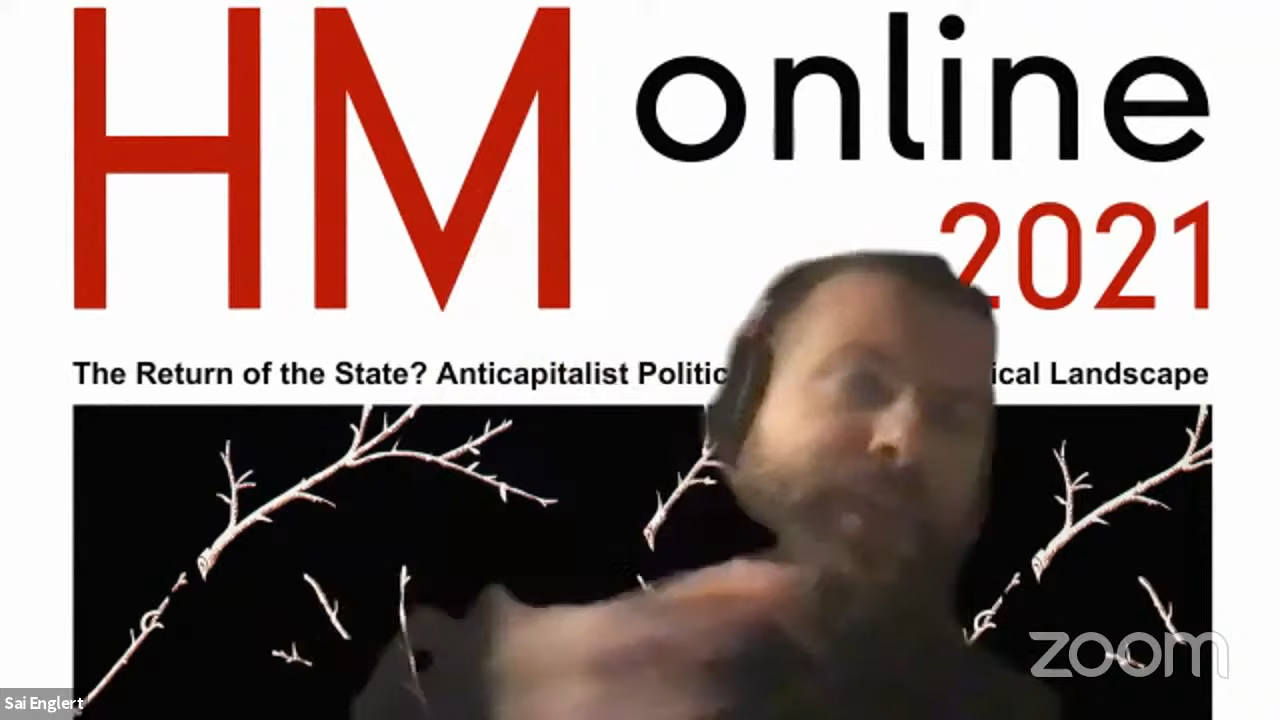 HM online
2021
The Return of the State? Anticapitalist Politic ical Landscape
zoom
Sai Englert